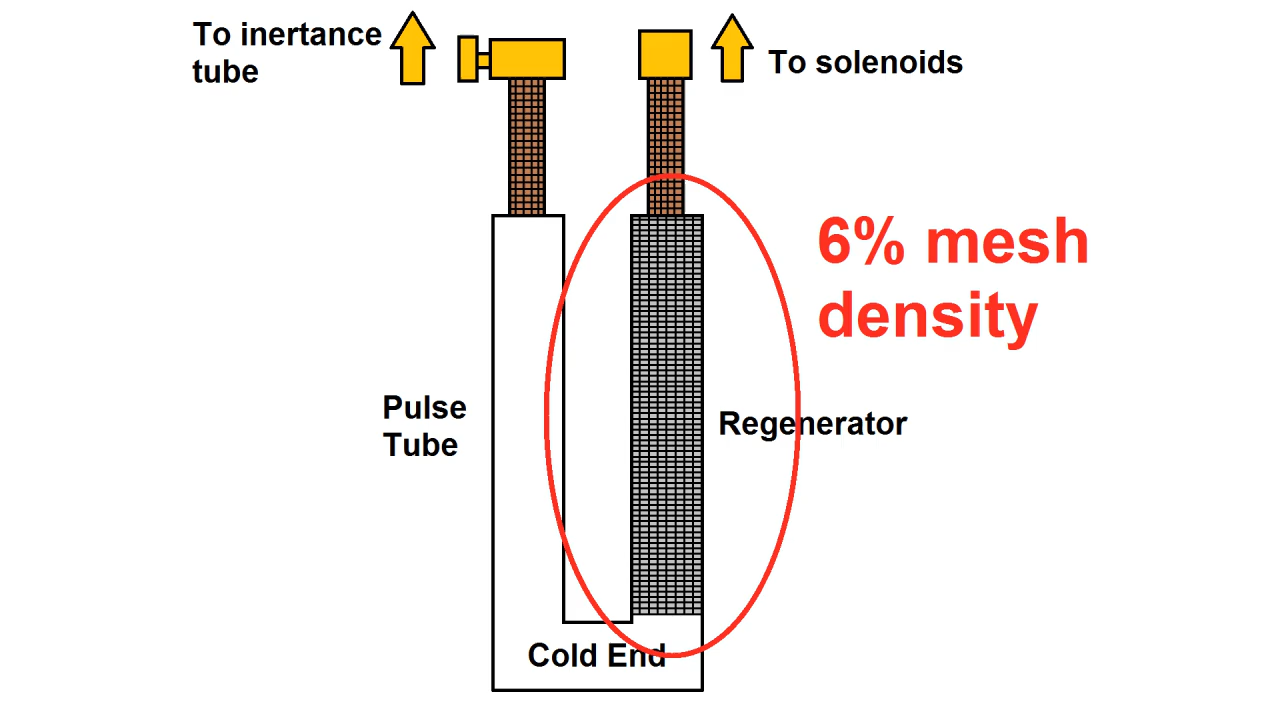 To inertance
tube
To solenoids
6% mesh
density
Pulse
Tube
Regenerator
Cold End